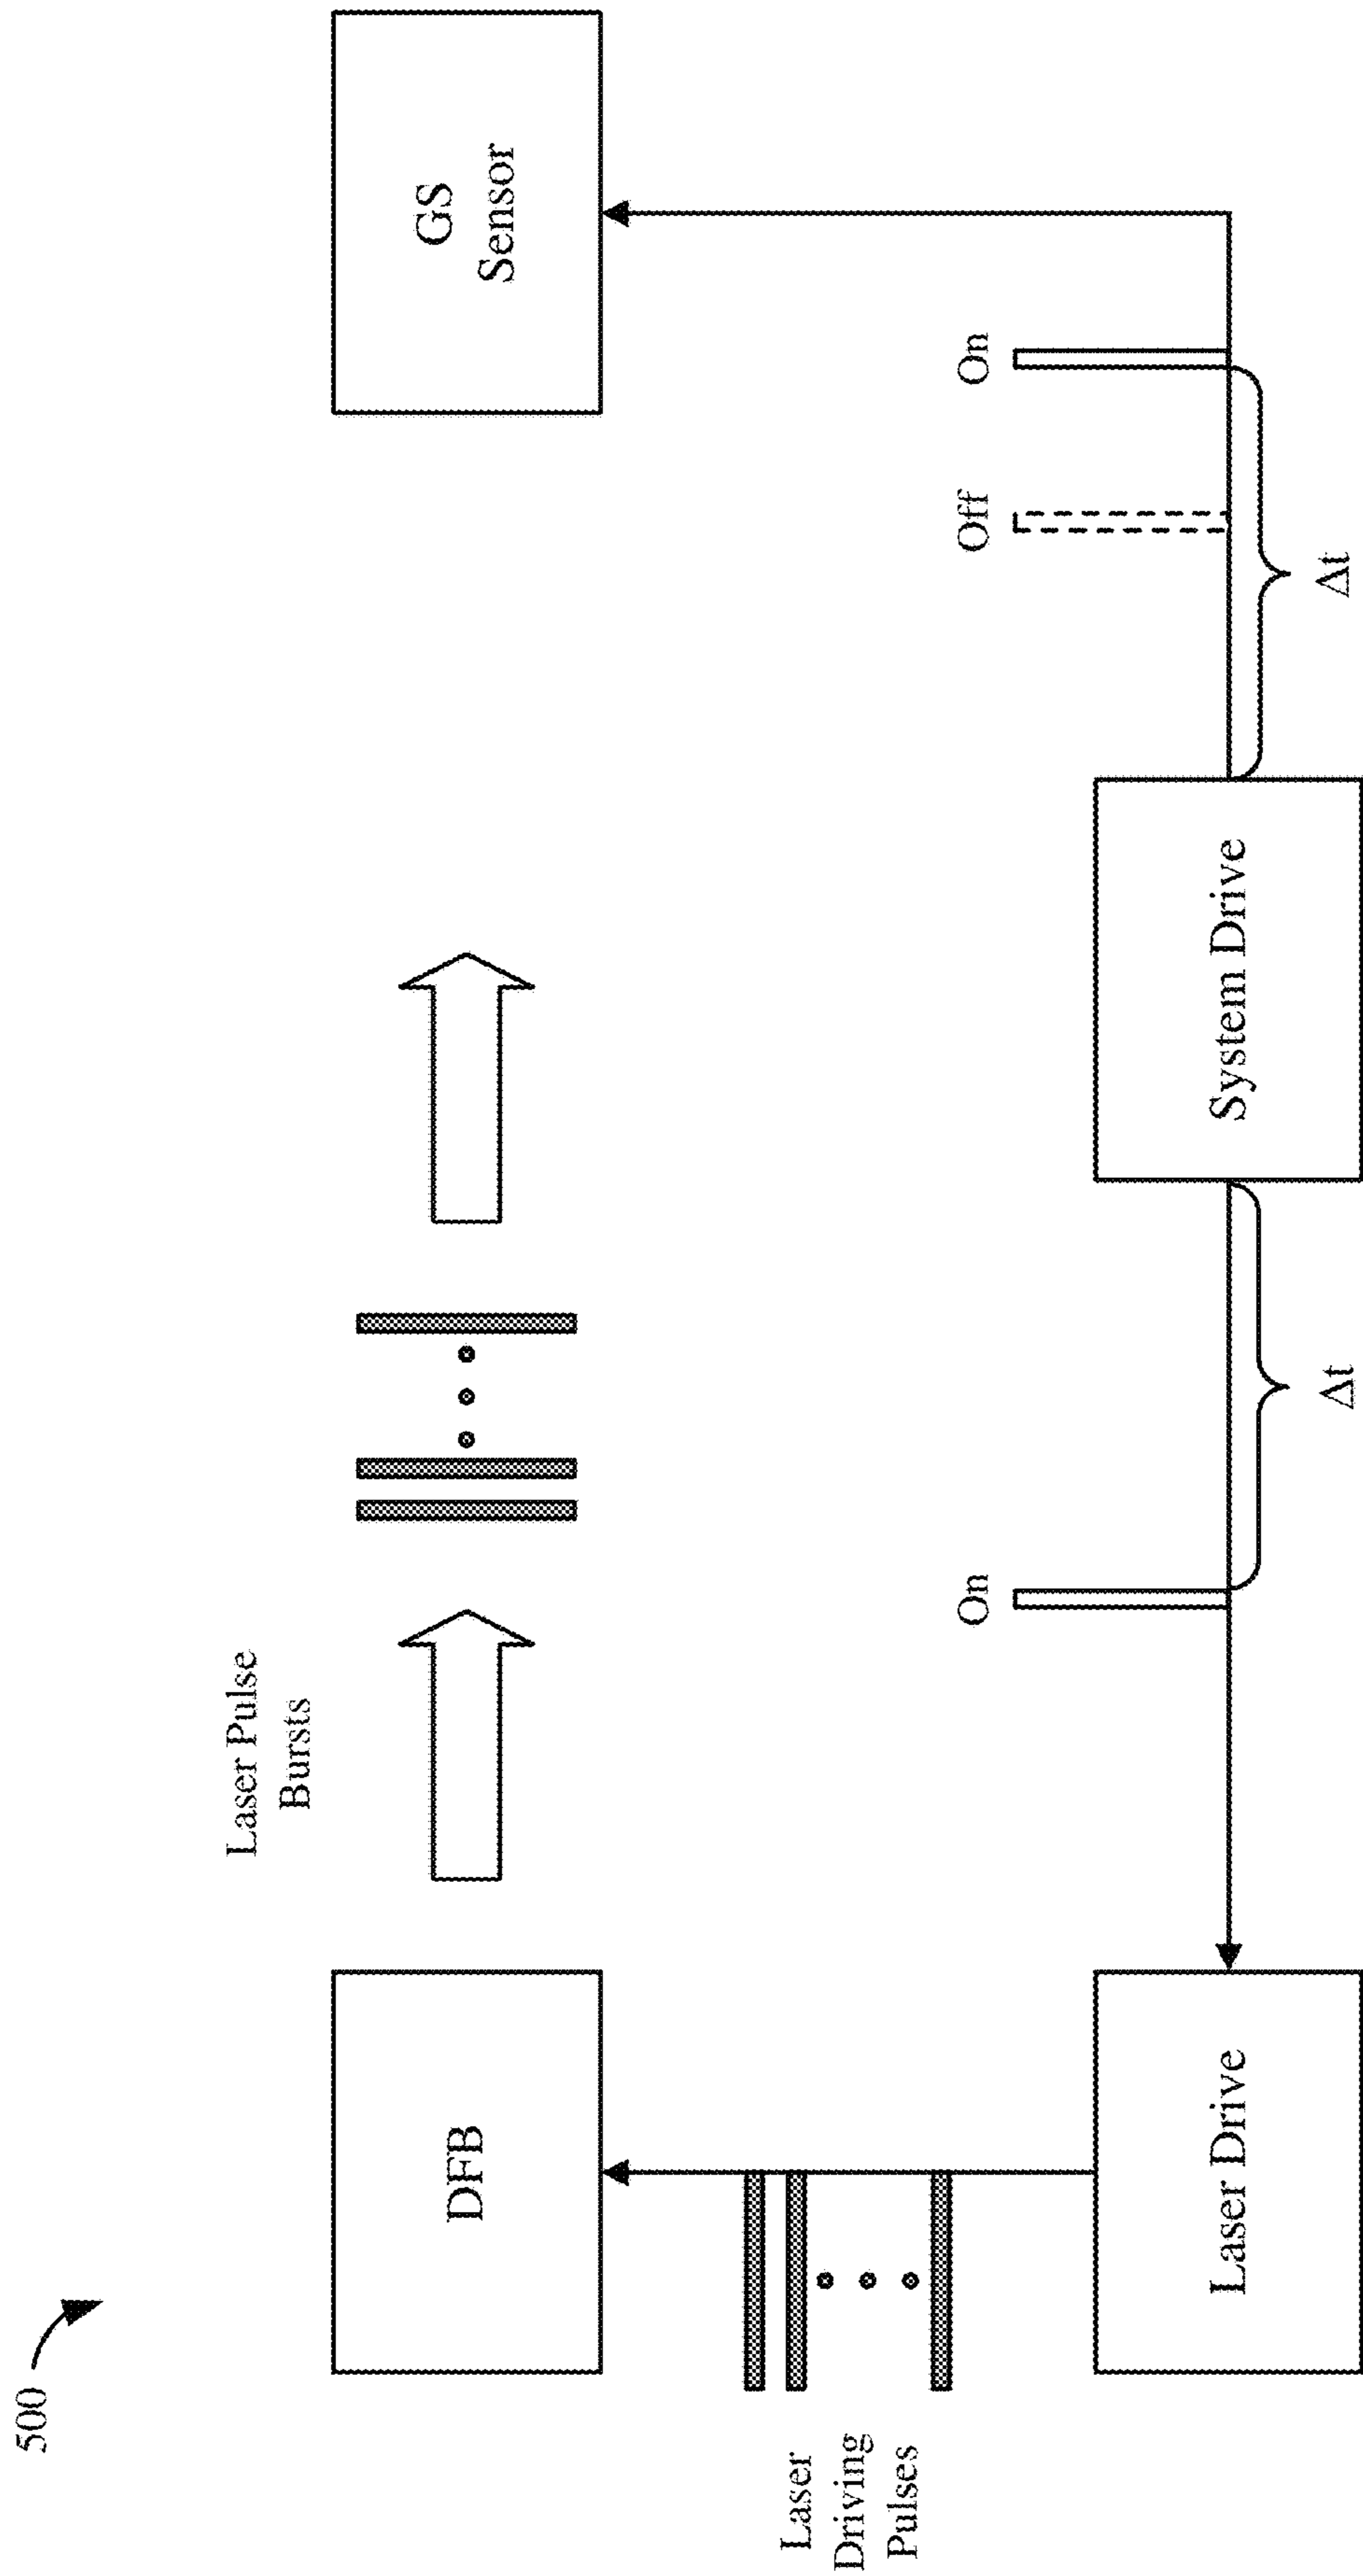 500
Laser Pulse
Bursts
DFB
GS
Sensor
Laser
Driving
Pulses
On
Off
On
Laser Drive
System Drive
Δt
Δt